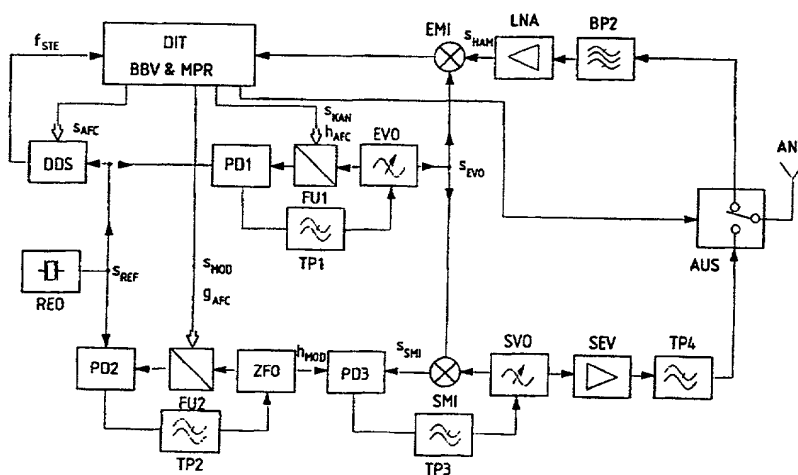 f_STE
DIT
BBV & MPR
EMI
s_HAM
LNA
BP2
s_AFC
s_KAN
h_AFC
EVO
AN
DDS
PD1
FU1
s_EVO
TP1
AUS
REO
s_REF
s_MOD
g_AFC
PD2
FU2
ZFO
h_MOD
PD3
s_SMI
SMI
SVO
SEV
TP4
TP2
TP3